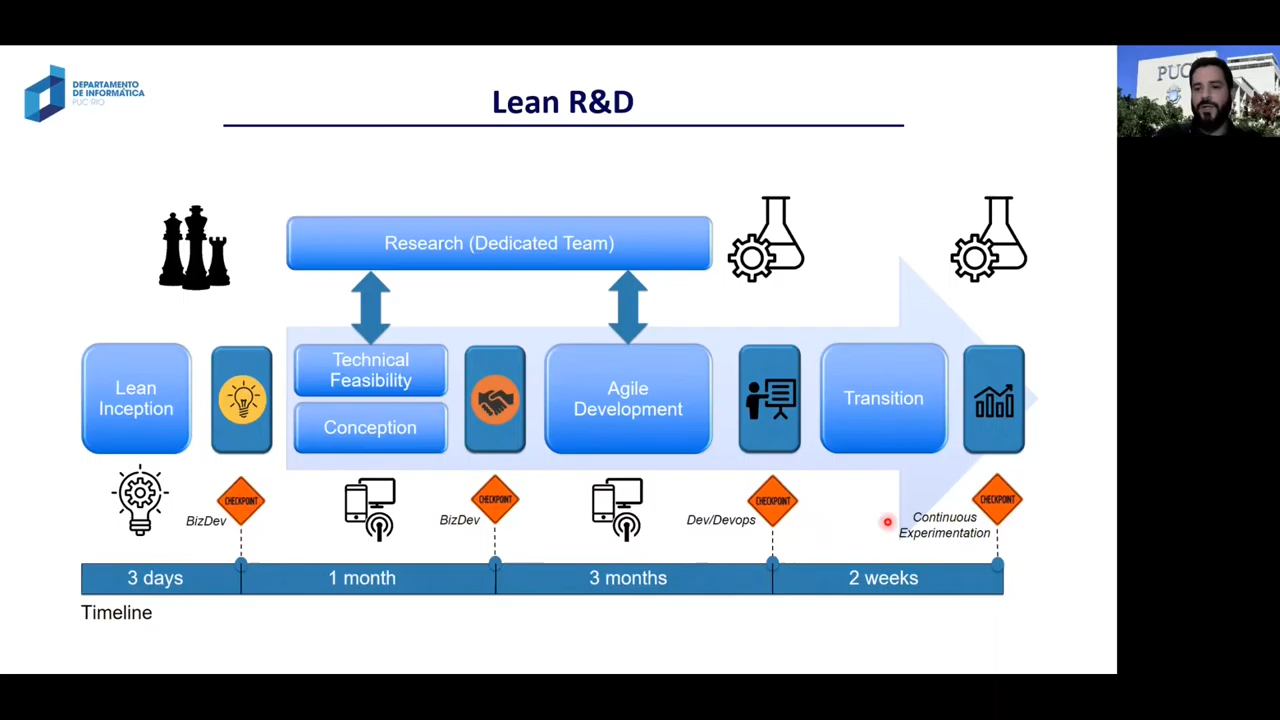 DEPARTAMENTO
DE INFORMÁTICA
PUC RIO
Lean R&D
PUC
Research (Dedicated Team)
Lean
Inception
Technical
Feasibility
Conception
Agile
Development
Transition
CHECKPOINT
BizDev
CHECKPOINT
BizDev
CHECKPOINT
Dev/Devops
CHECKPOINT
Continuous
Experimentation
3 days
1 month
3 months
2 weeks
Timeline